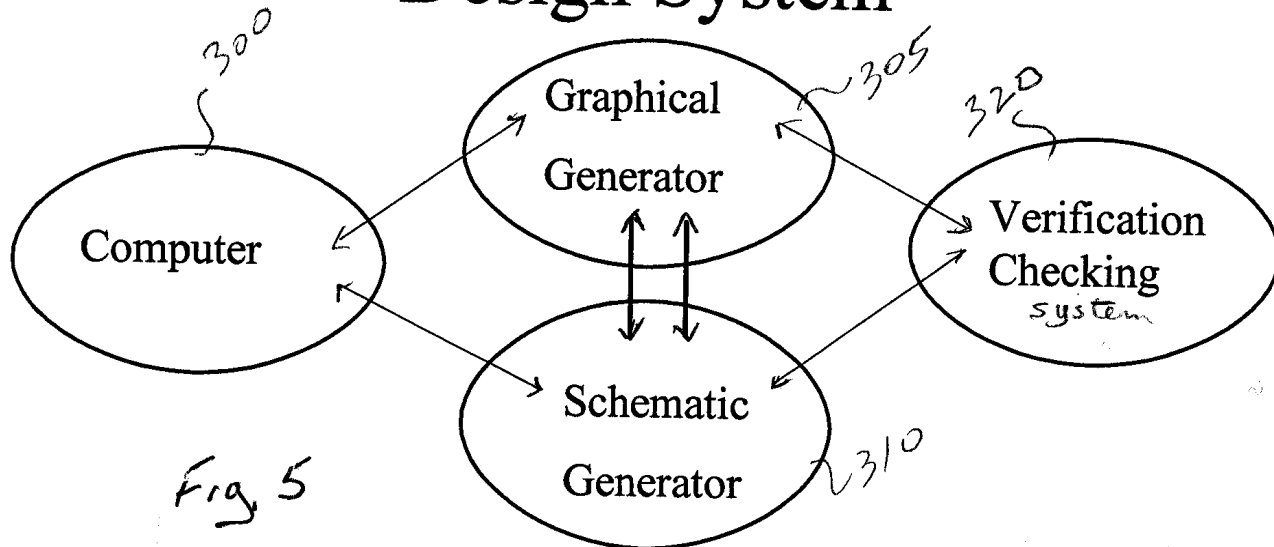 Design System
300
305
320
Graphical
Generator
Computer
Verification
Checking
system
Schematic
Generator
310
Fig. 5